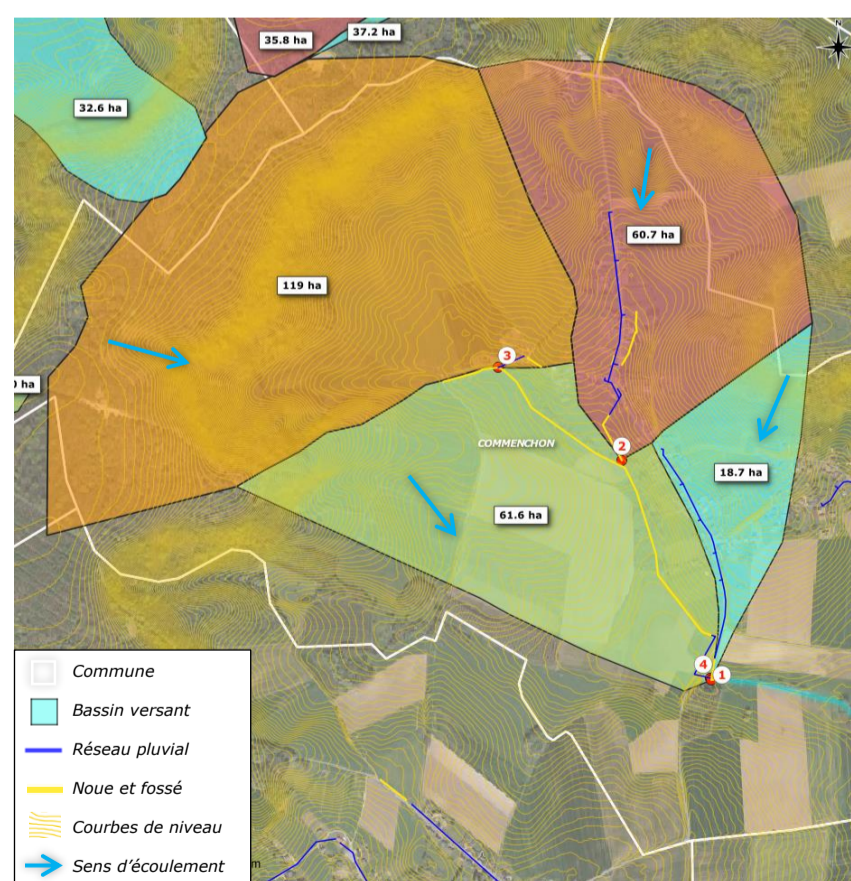 37.2 ha
35.8 ha
32.6 ha
60.7 ha
119 ha
3
0 ha
COMMENCHON
2
18.7 ha
61.6 ha
4
1
Commune
Bassin versant
Réseau pluvial
Noue et fossé
Courbes de niveau
Sens d'écoulement
m